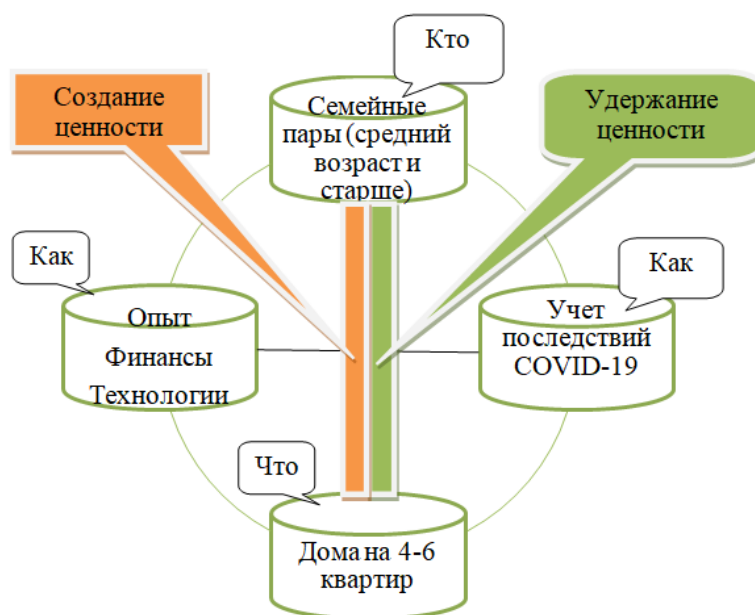 Кто
Создание
ценности
Семейные
пары (средний
возраст и
старше)
Удержание
ценности
Как
Опыт
Финансы
Технологии
Как
Учет
последствий
COVID-19
Что
Дома на 4-6
квартир